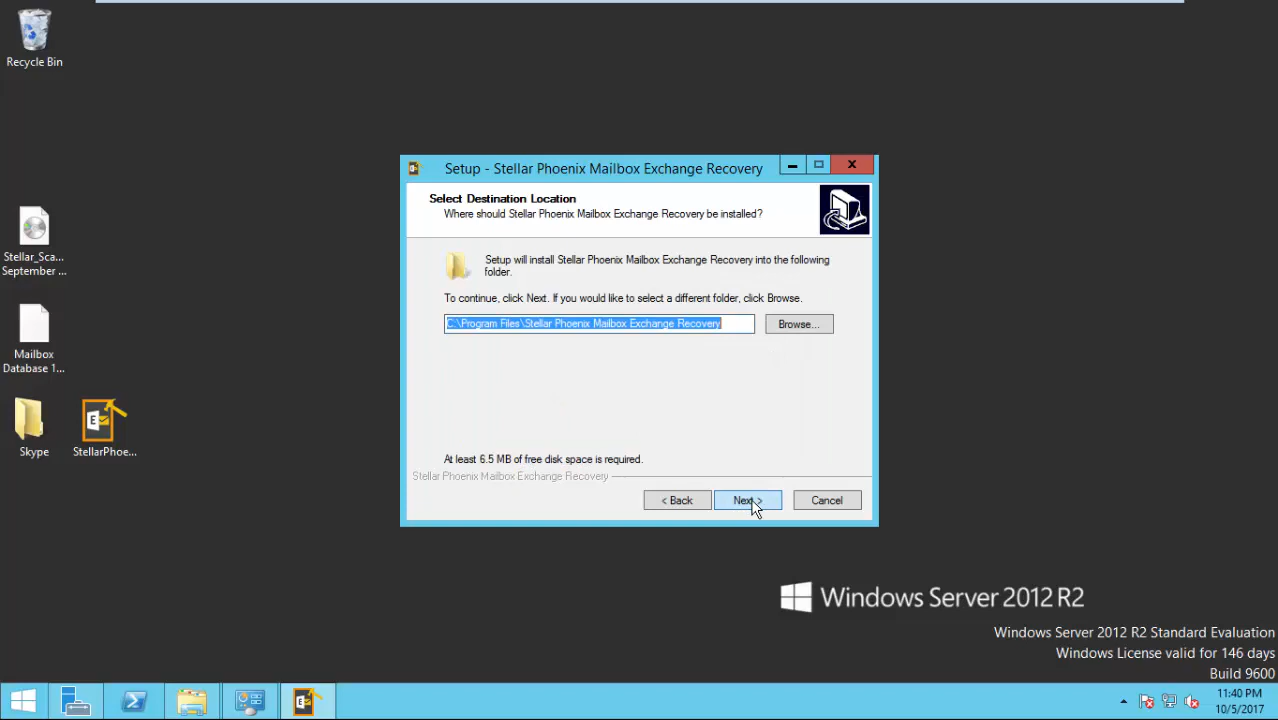 Recycle Bin
Stellar_Sca...
September ...
Mailbox
Database 1...
Skype
StellarPhoe...
Setup - Stellar Phoenix Mailbox Exchange Recovery
Select Destination Location
Where should Stellar Phoenix Mailbox Exchange Recovery be installed?
Setup will install Stellar Phoenix Mailbox Exchange Recovery into the following
folder.
To continue, click Next. If you would like to select a different folder, click Browse.
C:\Program Files\Stellar Phoenix Mailbox Exchange Recovery
Browse...
At least 6.5 MB of free disk space is required.
Stellar Phoenix Mailbox Exchange Recovery
< Back
Next >
Cancel
Windows Server 2012 R2
Windows Server 2012 R2 Standard Evaluation
Windows License valid for 146 days
Build 9600
11:40 PM
10/5/2017